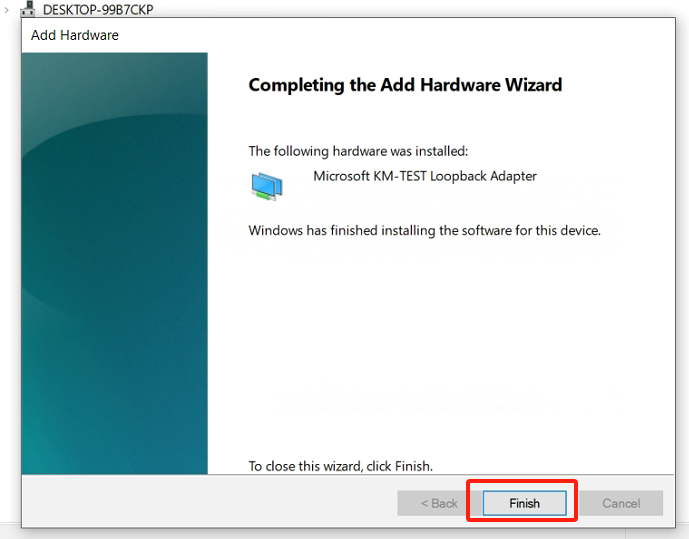 DESKTOP-99B7CKP
Add Hardware
Completing the Add Hardware Wizard
The following hardware was installed:
Microsoft KM-TEST Loopback Adapter
Windows has finished installing the software for this device.
To close this wizard, click Finish.
< Back Finish Cancel